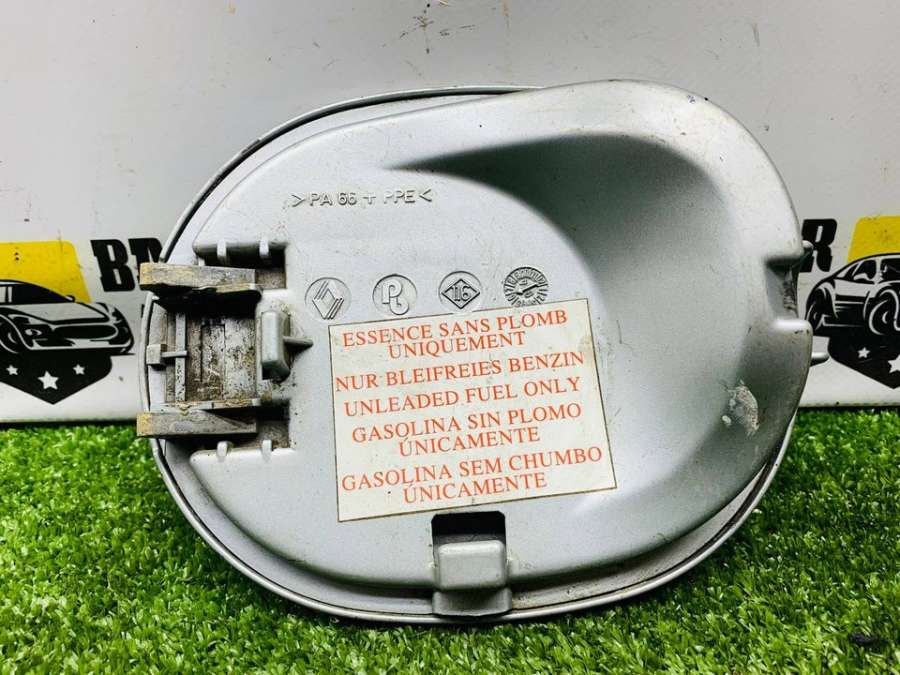 >PA 66 + PPE<
16
ESSENCE SANS PLOMB
UNIQUEMENT
NUR BLEIFREIES BENZIN
UNLEADED FUEL ONLY
GASOLINA SIN PLOMO
ÚNICAMENTE
GASOLINA SEM CHUMBO
ÚNICAMENTE